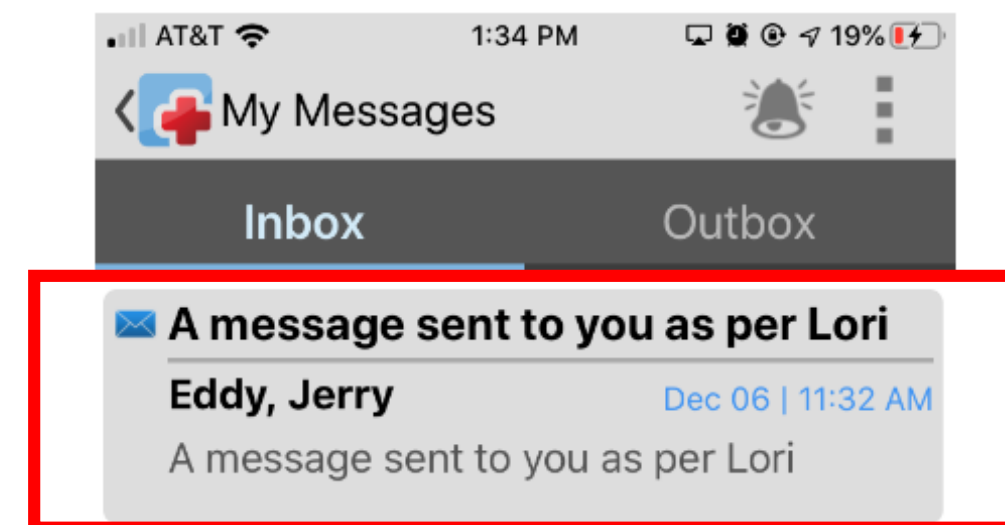 AT&T 1:34 PM 19%
My Messages
Inbox Outbox
A message sent to you as per Lori
Eddy, Jerry Dec 06 | 11:32 AM
A message sent to you as per Lori